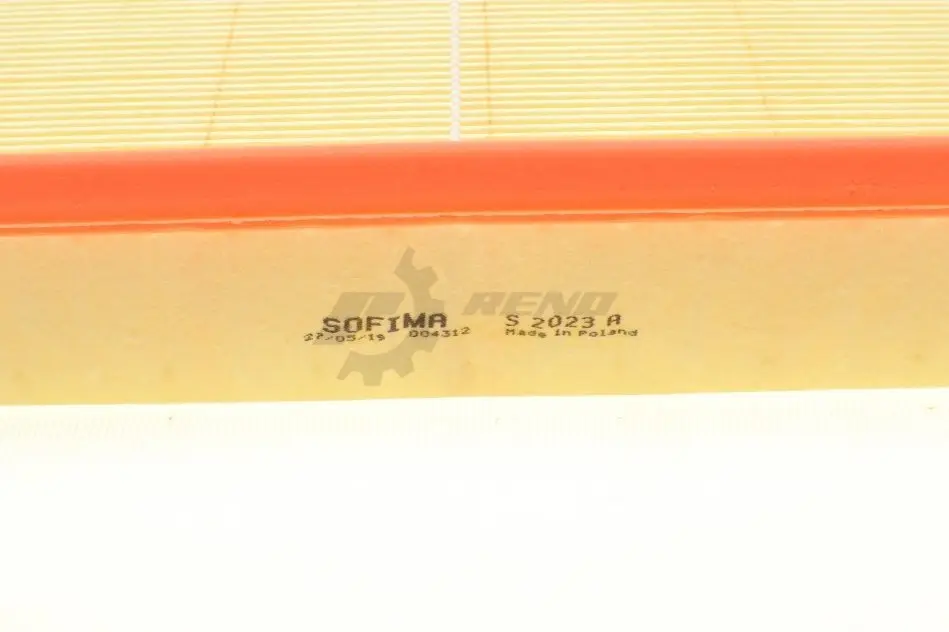 RENO
SOFIMA S 2023 A
27/05/19 004312 Made in Poland